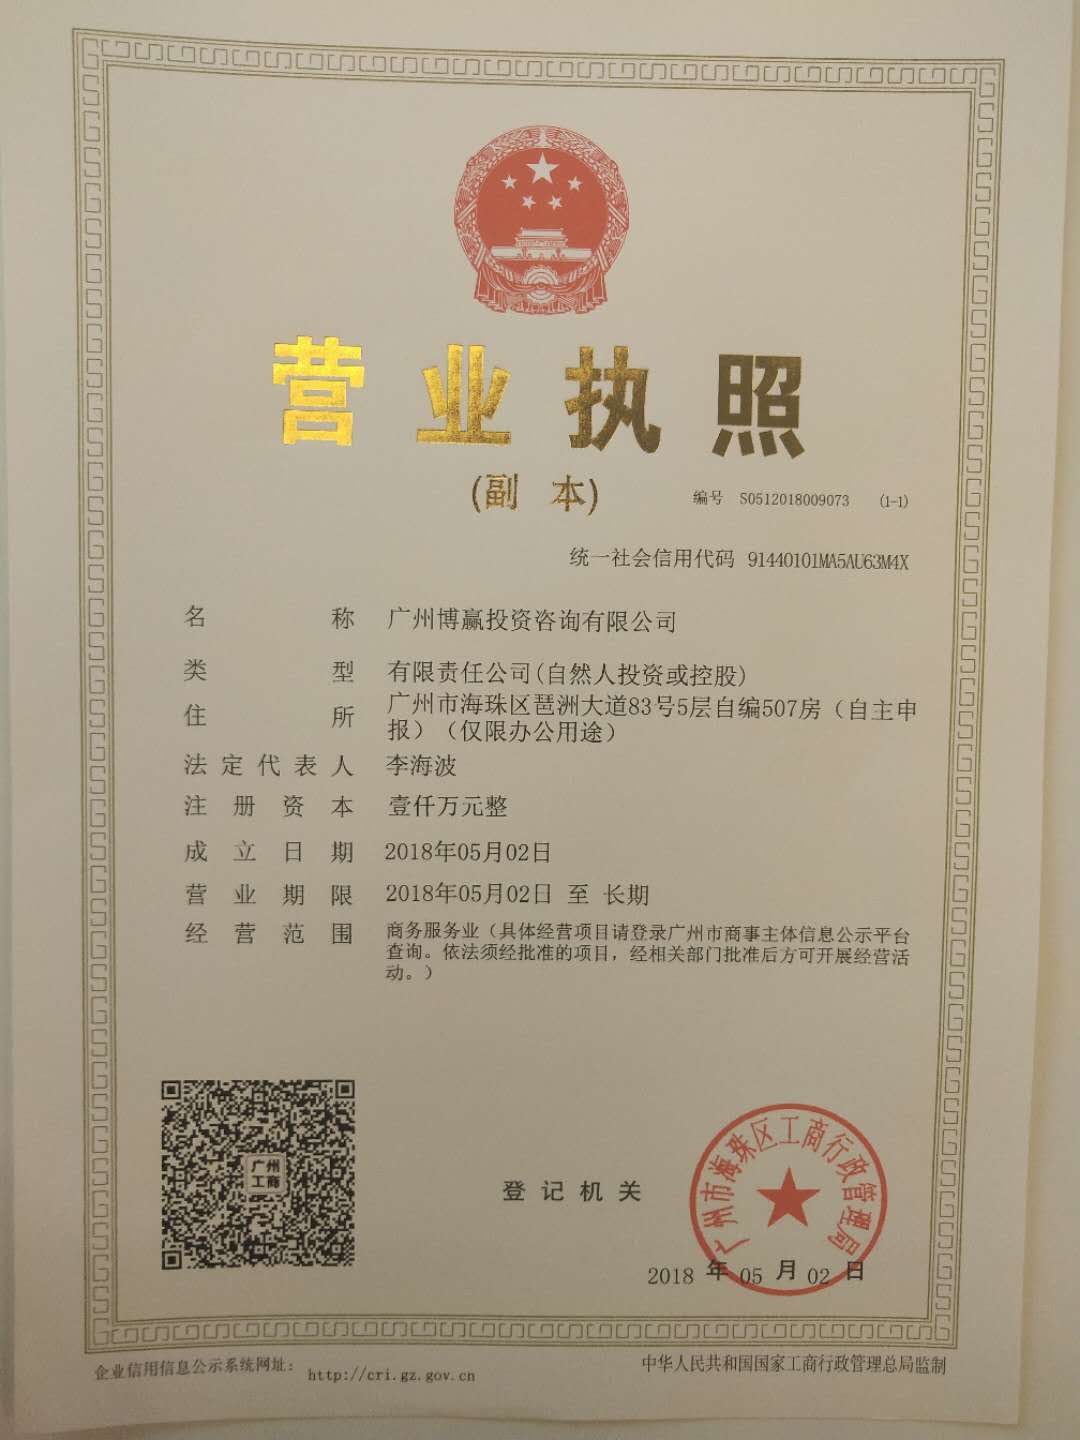 营业执照
(副 本)
编号 S0512018009073 (1-1)
统一社会信用代码 91440101MA5AU63M4X
名称 广州博赢投资咨询有限公司
类型 有限责任公司(自然人投资或控股)
住所 广州市海珠区琶洲大道83号5层自编507房（自主申
报）（仅限办公用途）
法定代表人 李海波
注册资本 壹仟万元整
成立日期 2018年05月02日
营业期限 2018年05月02日 至 长期
经营范围 商务服务业（具体经营项目请登录广州市商事主体信息公示平台
查询。依法须经批准的项目，经相关部门批准后方可开展经营活
动。）
广州
工商
登记机关
广州市海珠区工商行政管理局
2018 年 05 月 02 日
企业信用信息公示系统网址： http://cri.gz.gov.cn
中华人民共和国国家工商行政管理总局监制